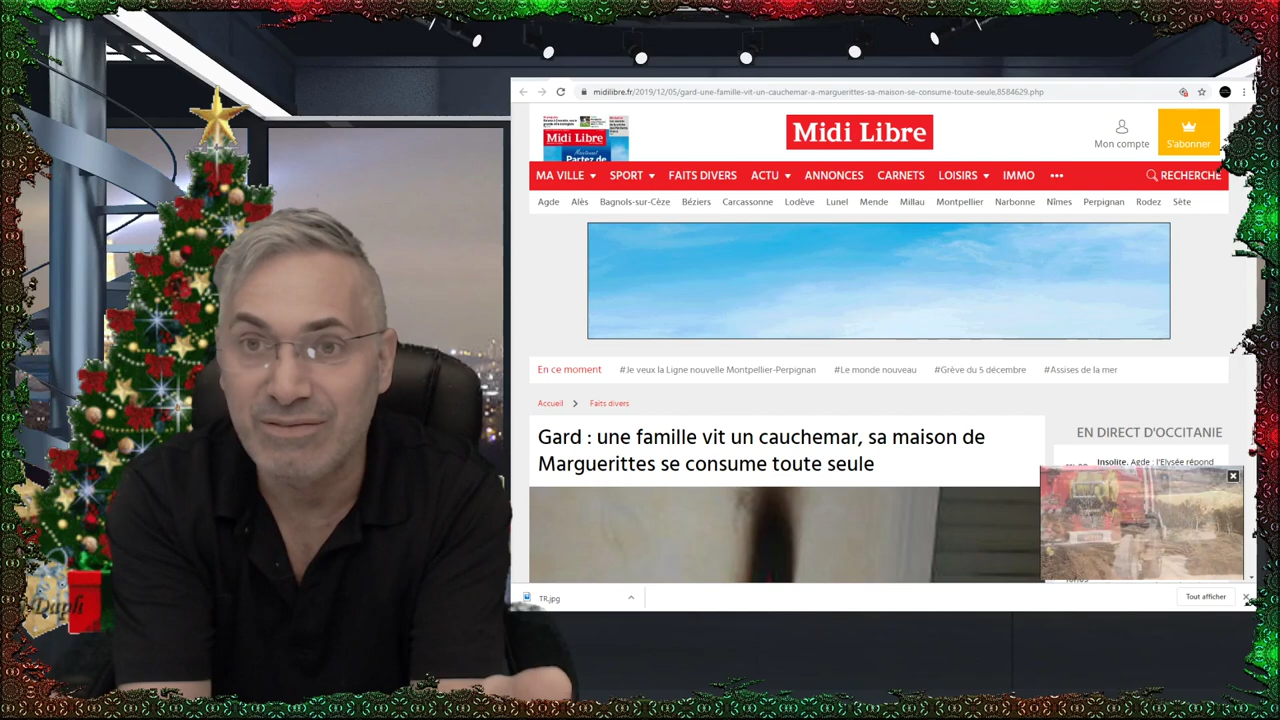 midilibre.fr/2019/12/05/gard-une-famille-vit-un-cauchemar-a-marguerittes-sa-maison-se-consume-toute-seule,8584629.php
Midi Libre
Partez de
Midi Libre
Mon compte
S'abonner
MA VILLE SPORT FAITS DIVERS ACTU ANNONCES CARNETS LOISIRS IMMO ••• RECHERCHE
Agde Alès Bagnols-sur-Cèze Béziers Carcassonne Lodève Lunel Mende Millau Montpellier Narbonne Nîmes Perpignan Rodez Sète
En ce moment #Je veux la Ligne nouvelle Montpellier-Perpignan #Le monde nouveau #Grève du 5 décembre #Assises de la mer
Accueil Faits divers
Gard : une famille vit un cauchemar, sa maison de
Marguerittes se consume toute seule
EN DIRECT D'OCCITANIE
Insolite. Agde : l'Elysée répond
TR.jpg
Tout afficher
Daph